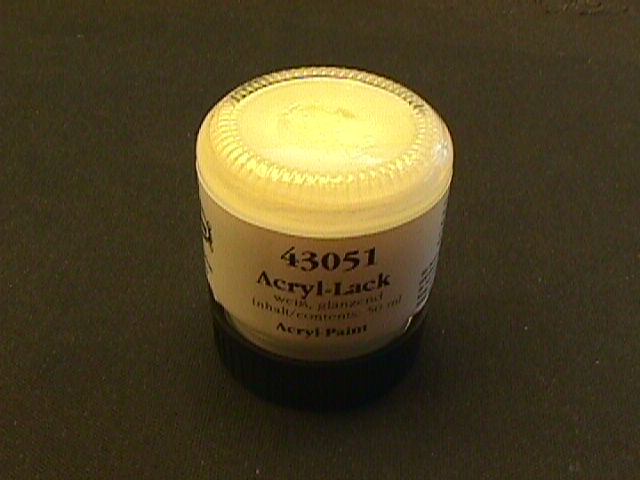 43051
Acryl-Lack
weiß, glänzend
Inhalt/contents: 50 ml
Acryl-Paint